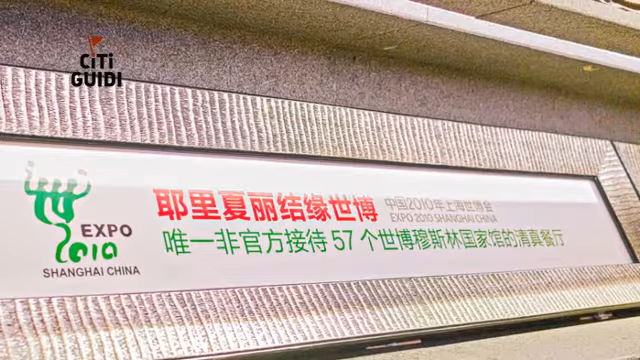 CiTi
GUIDI
耶里夏丽结缘世博
中国2010年上海世博会
EXPO 2010 SHANGHAI CHINA
唯一非官方接待 57 个世博穆斯林国家馆的清真餐厅
EXPO
2010
SHANGHAI CHINA